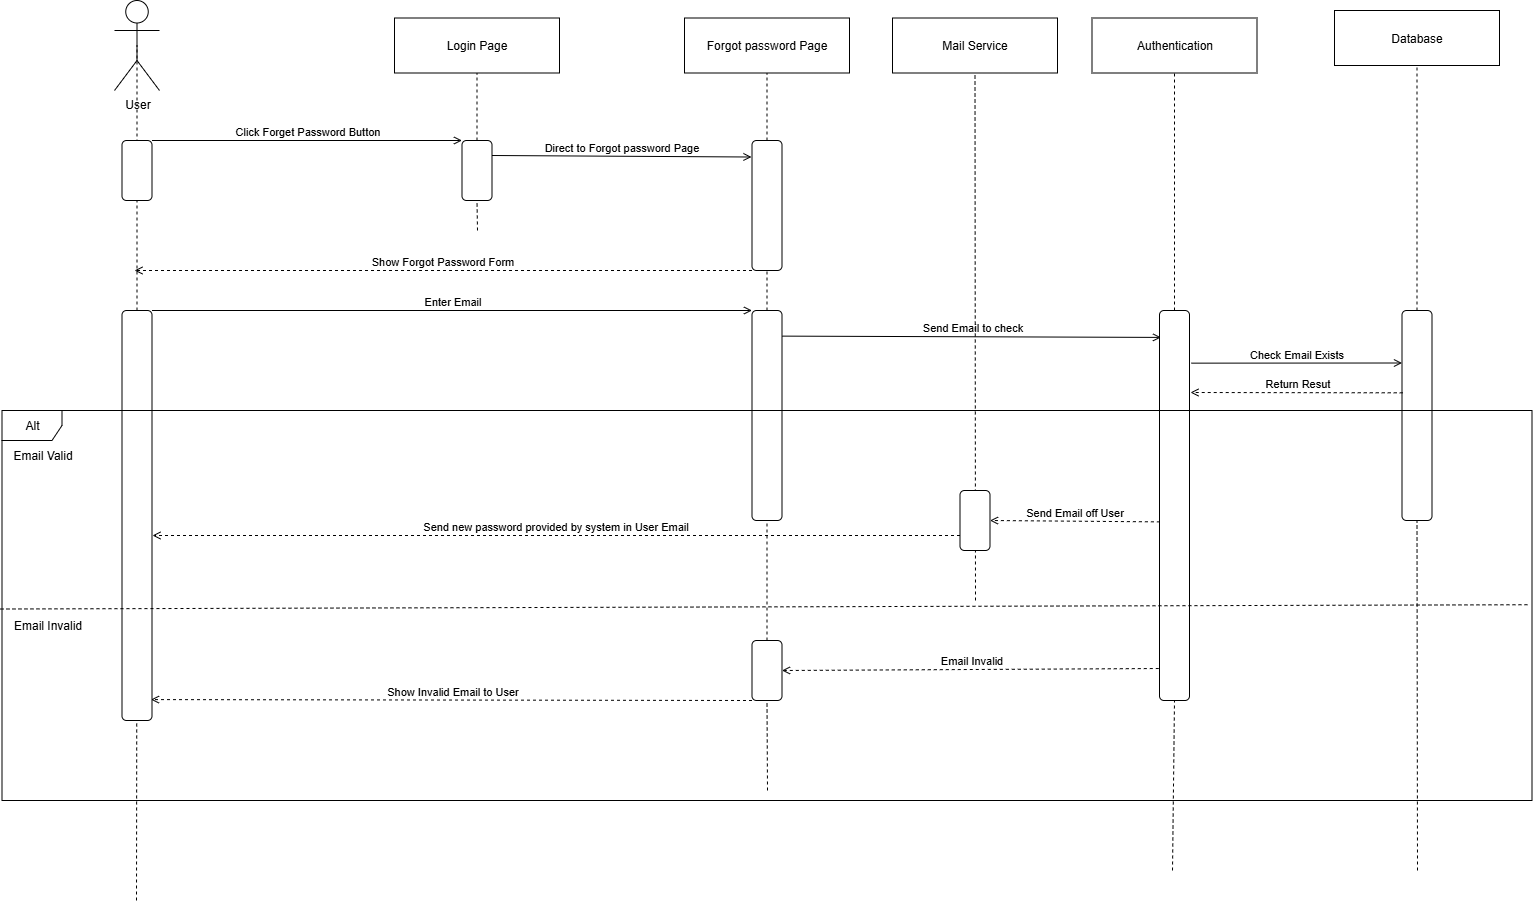 User
Login Page
Forgot password Page
Mail Service
Authentication
Database
Click Forget Password Button
Direct to Forgot password Page
Show Forgot Password Form
Enter Email
Send Email to check
Check Email Exists
Return Resut
Alt
Email Valid
Send Email off User
Send new password provided by system in User Email
Email Invalid
Email Invalid
Show Invalid Email to User